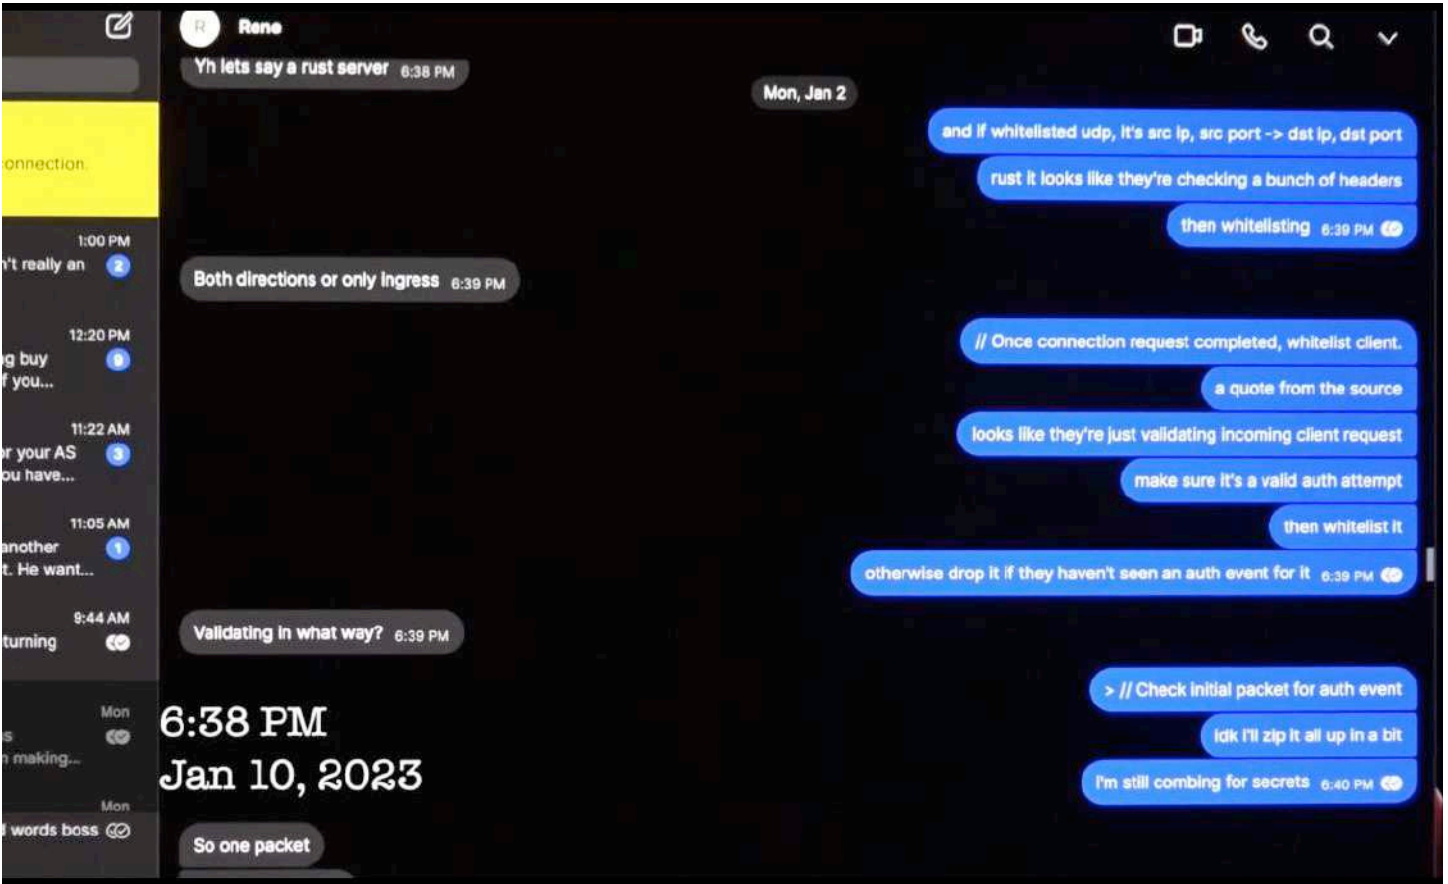 R
Rene
Yh lets say a rust server 6:38 PM
Mon, Jan 2
and if whitelisted udp, it's src ip, src port -> dst ip, dst port
rust it looks like they're checking a bunch of headers
then whitelisting 6:39 PM
Both directions or only ingress 6:39 PM
// Once connection request completed, whitelist client.
a quote from the source
looks like they're just validating incoming client request
make sure it's a valid auth attempt
then whitelist it
otherwise drop it if they haven't seen an auth event for it 6:39 PM
Validating in what way? 6:39 PM
> // Check initial packet for auth event
idk I'll zip it all up in a bit
I'm still combing for secrets 6:40 PM
6:38 PM
Jan 10, 2023
So one packet
onnection.
1:00 PM
't really an 2
12:20 PM
g buy 9
f you...
11:22 AM
r your AS 3
ou have...
11:05 AM
another 1
t. He want...
9:44 AM
turning
Mon
s
making...
Mon
words boss